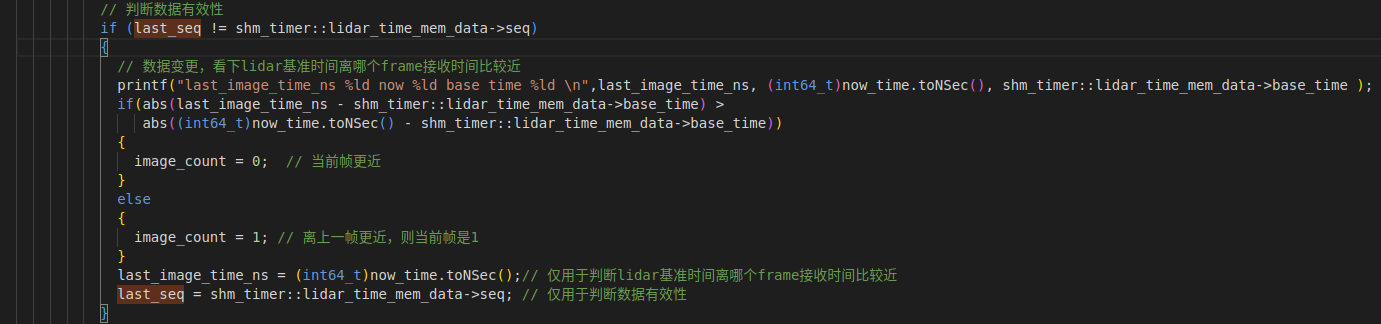 // 判断数据有效性
if (last_seq != shm_timer::lidar_time_mem_data->seq)
{
// 数据变更，看下lidar基准时间离哪个frame接收时间比较近
printf("last_image_time_ns %ld now %ld base time %ld \n",last_image_time_ns, (int64_t)now_time.toNSec(), shm_timer::lidar_time_mem_data->base_time );
if(abs(last_image_time_ns - shm_timer::lidar_time_mem_data->base_time) >
abs((int64_t)now_time.toNSec() - shm_timer::lidar_time_mem_data->base_time))
{
image_count = 0;  // 当前帧更近
}
else
{
image_count = 1; // 离上一帧更近，则当前帧是1
}
last_image_time_ns = (int64_t)now_time.toNSec();// 仅用于判断lidar基准时间离哪个frame接收时间比较近
last_seq = shm_timer::lidar_time_mem_data->seq; // 仅用于判断数据有效性
}